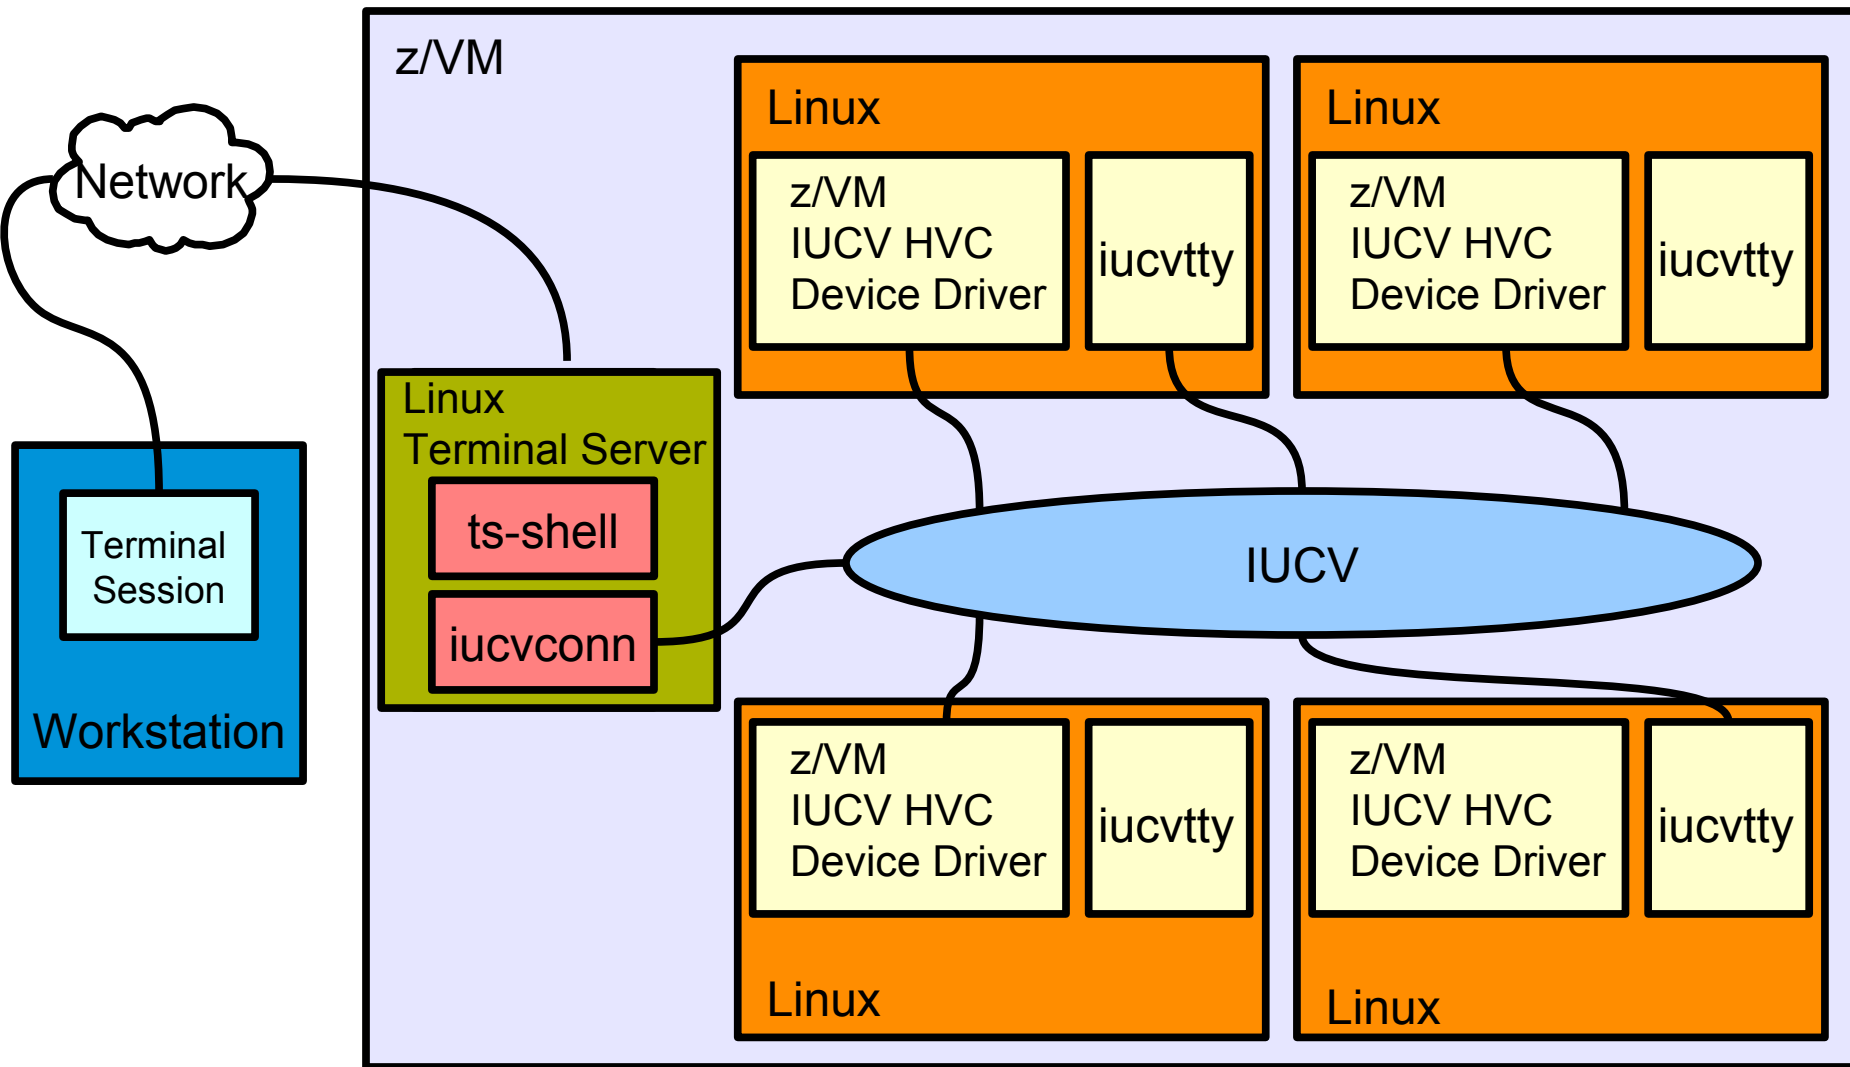 z/VM
Network
Workstation
Terminal
Session
Linux
Terminal Server
ts-shell
iucvconn
Linux
z/VM
IUCV HVC
Device Driver
iucvtty
Linux
z/VM
IUCV HVC
Device Driver
iucvtty
IUCV
z/VM
IUCV HVC
Device Driver
iucvtty
Linux
z/VM
IUCV HVC
Device Driver
iucvtty
Linux